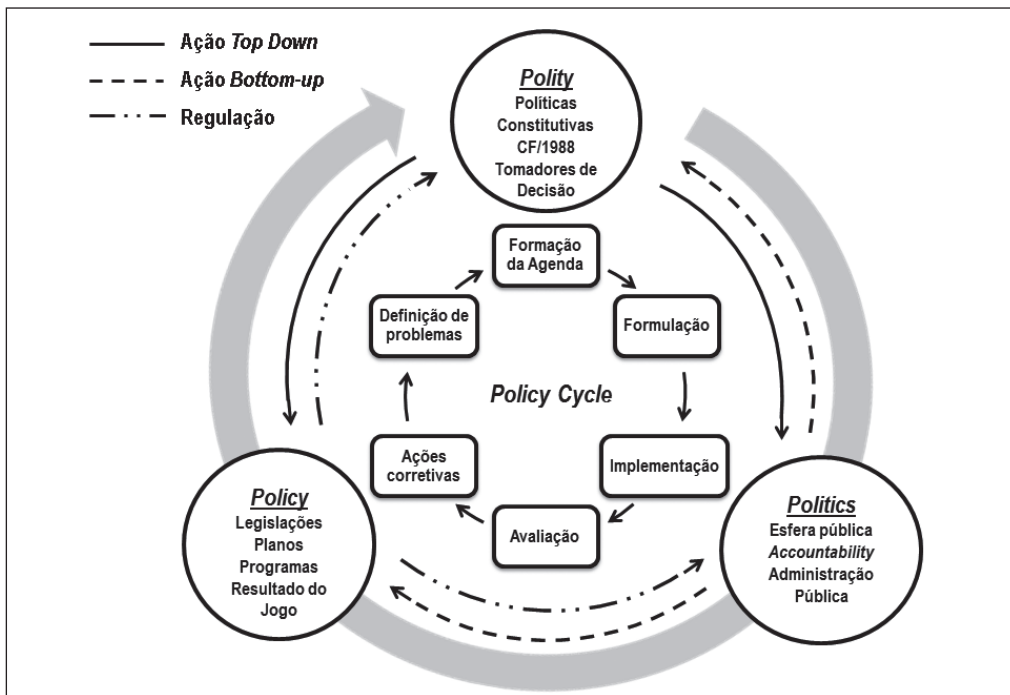 Ação Top Down
Ação Bottom-up
Regulação
Polity
Políticas
Constitutivas
CF/1988
Tomadores de
Decisão
Formação
da Agenda
Definição de
problemas
Formulação
Policy Cycle
Ações
corretivas
Implementação
Avaliação
Policy
Legislações
Planos
Programas
Resultado do
Jogo
Politics
Esfera pública
Accountability
Administração
Pública